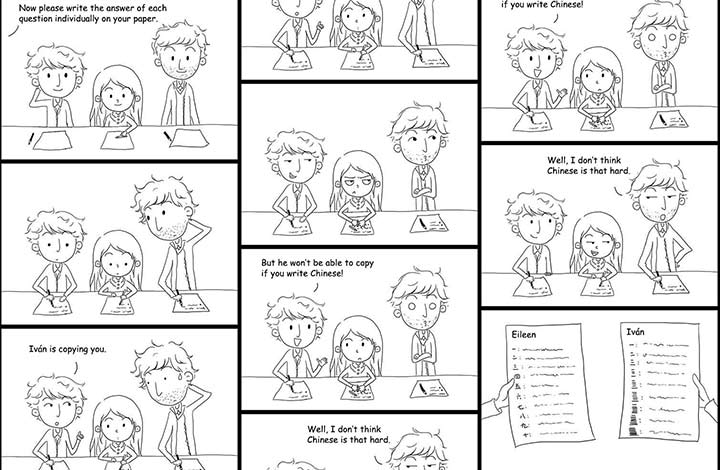 Now please write the answer of each
question individually on your paper.
Iván is copying you.
But he won't be able to copy
if you write Chinese!
Well, I don't think
Chinese is that hard.
if you write Chinese!
Well, I don't think
Chinese is that hard.
Eileen
Iván